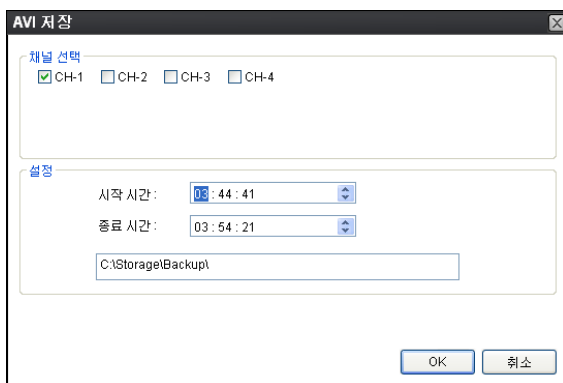 AVI 저장
채널 선택
CH-1 CH-2 CH-3 CH-4
설정
시작 시간 : 03 : 44 : 41
종료 시간 : 03 : 54 : 21
C:\Storage\Backup\
OK 취소